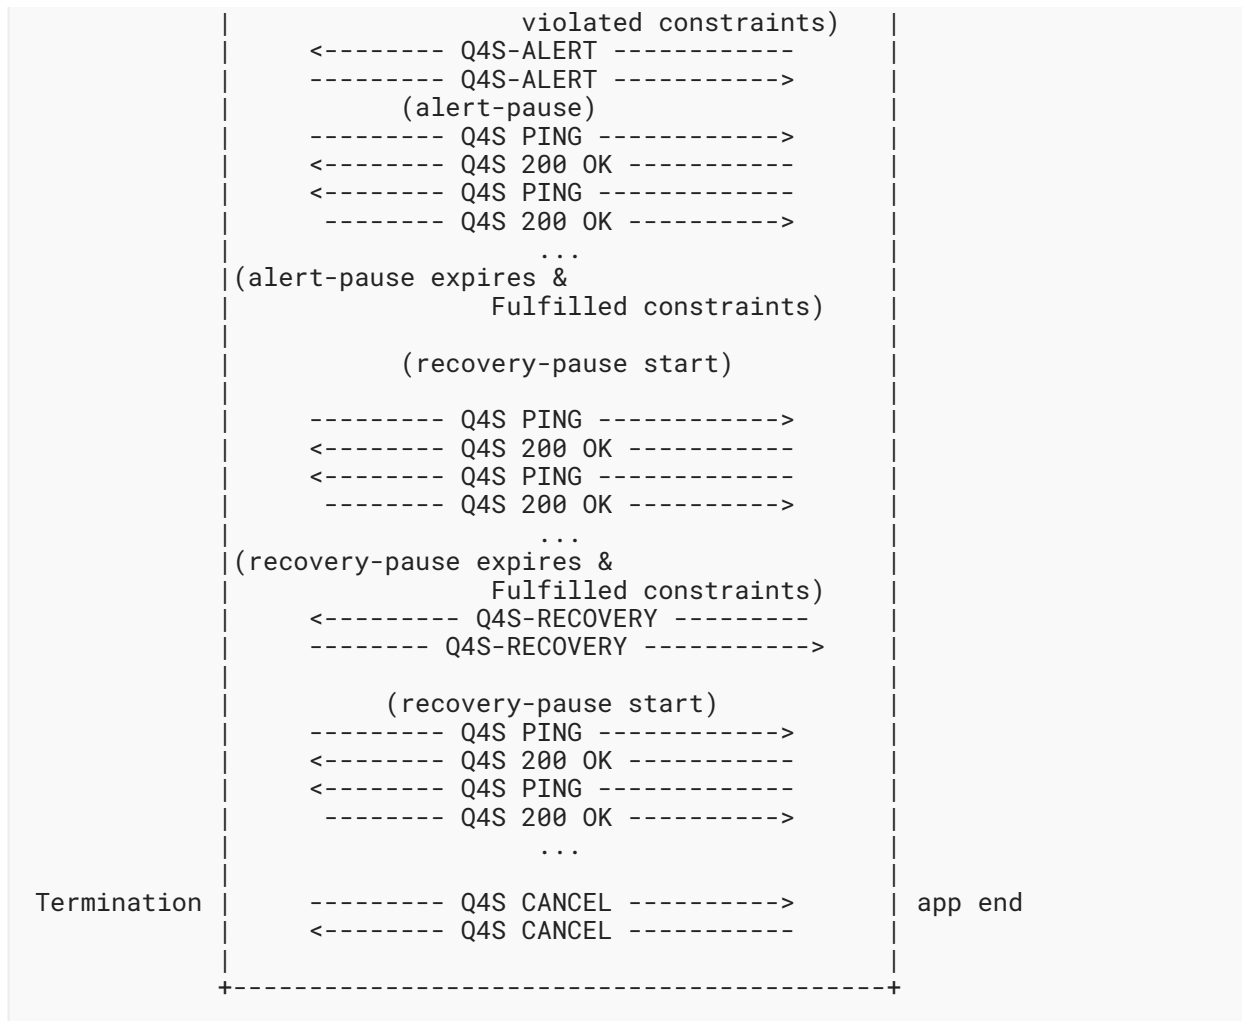 |                   violated constraints)   |
|     <-------- Q4S-ALERT ------------      |
|     --------- Q4S-ALERT ----------->      |
|           (alert-pause)                   |
|     --------- Q4S PING ------------>      |
|     <-------- Q4S 200 OK -----------      |
|     <-------- Q4S PING -------------      |
|      -------- Q4S 200 OK ---------->      |
|                    ...                    |
|(alert-pause expires &                     |
|                 Fulfilled constraints)    |
|                                           |
|           (recovery-pause start)          |
|                                           |
|     --------- Q4S PING ------------>      |
|     <-------- Q4S 200 OK -----------      |
|     <-------- Q4S PING -------------      |
|      -------- Q4S 200 OK ---------->      |
|                    ...                    |
|(recovery-pause expires &                  |
|                 Fulfilled constraints)    |
|     <--------- Q4S-RECOVERY ---------     |
|     -------- Q4S-RECOVERY ----------->    |
|                                           |
|          (recovery-pause start)           |
|     --------- Q4S PING ------------>      |
|     <-------- Q4S 200 OK -----------      |
|     <-------- Q4S PING -------------      |
|      -------- Q4S 200 OK ---------->      |
|                    ...                    |
|                                           |
Termination |     --------- Q4S CANCEL ---------->      | app end
|     <-------- Q4S CANCEL -----------      |
|                                           |
+-------------------------------------------+